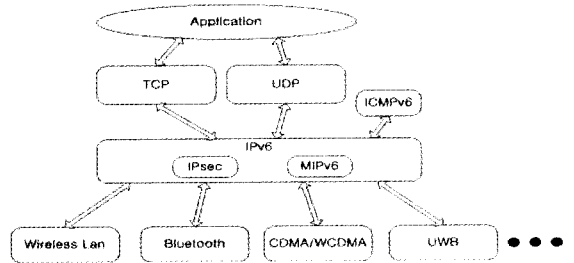 Application
TCP
UDP
ICMPv6
IPv6
IPsec
MIPv6
Wireless Lan
Bluetooth
CDMA/WCDMA
UWB